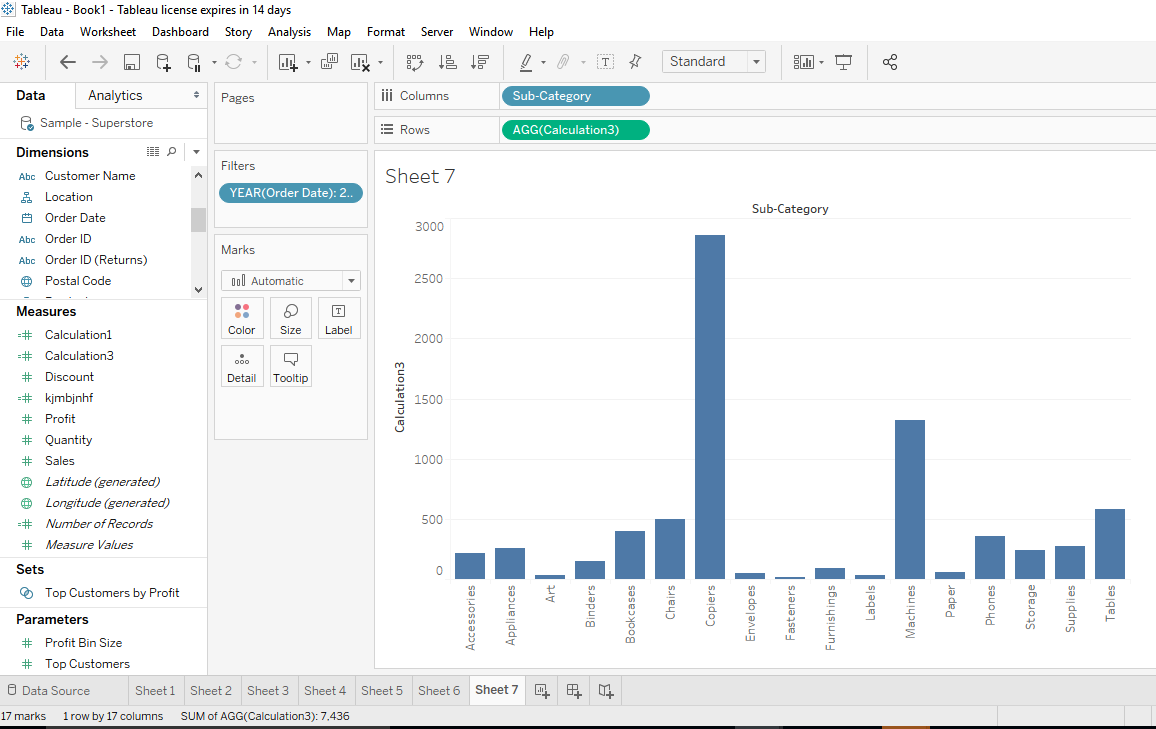 Tableau - Book1 - Tableau license expires in 14 days
File Data Worksheet Dashboard Story Analysis Map Format Server Window Help
Standard
Data Analytics
Sample - Superstore
Dimensions
Abc Customer Name
Location
Order Date
Abc Order ID
Abc Order ID (Returns)
Postal Code
Measures
Calculation1
Calculation3
Discount
kjmbjnhf
Profit
Quantity
Sales
Latitude (generated)
Longitude (generated)
Number of Records
Measure Values
Sets
Top Customers by Profit
Parameters
Profit Bin Size
Top Customers
Pages
Filters
YEAR(Order Date): 2..
Marks
Automatic
Color Size Label
Detail Tooltip
Columns Sub-Category
Rows AGG(Calculation3)
Sheet 7
Sub-Category
3000
2500
2000
1500
1000
500
0
Calculation3
Accessories
Appliances
Art
Binders
Bookcases
Chairs
Copiers
Envelopes
Fasteners
Furnishings
Labels
Machines
Paper
Phones
Storage
Supplies
Tables
Data Source Sheet 1 Sheet 2 Sheet 3 Sheet 4 Sheet 5 Sheet 6 Sheet 7
17 marks 1 row by 17 columns SUM of AGG(Calculation3): 7,436